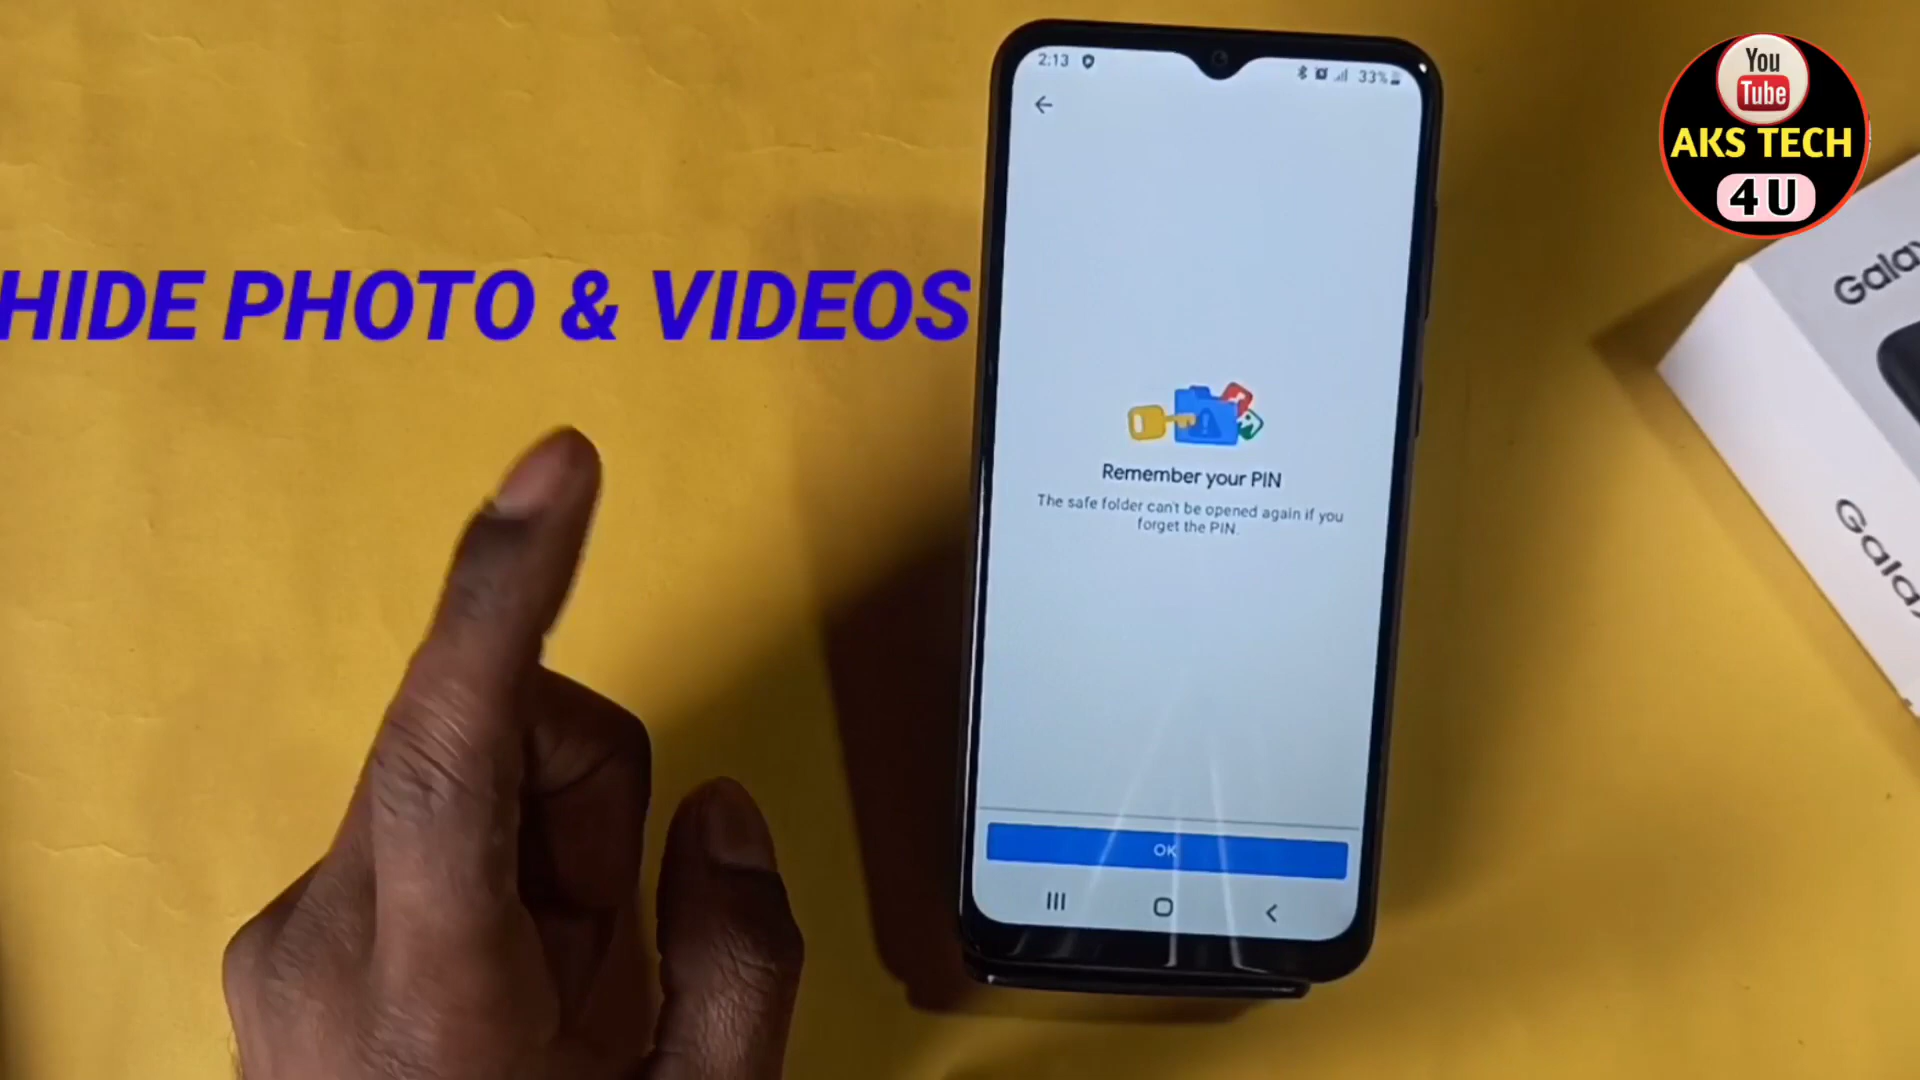 HIDE PHOTO & VIDEOS
2:13
33%
Remember your PIN
The safe folder can't be opened again if you
forget the PIN.
OK
You
Tube
AKS TECH
4 U
Gala
Gala